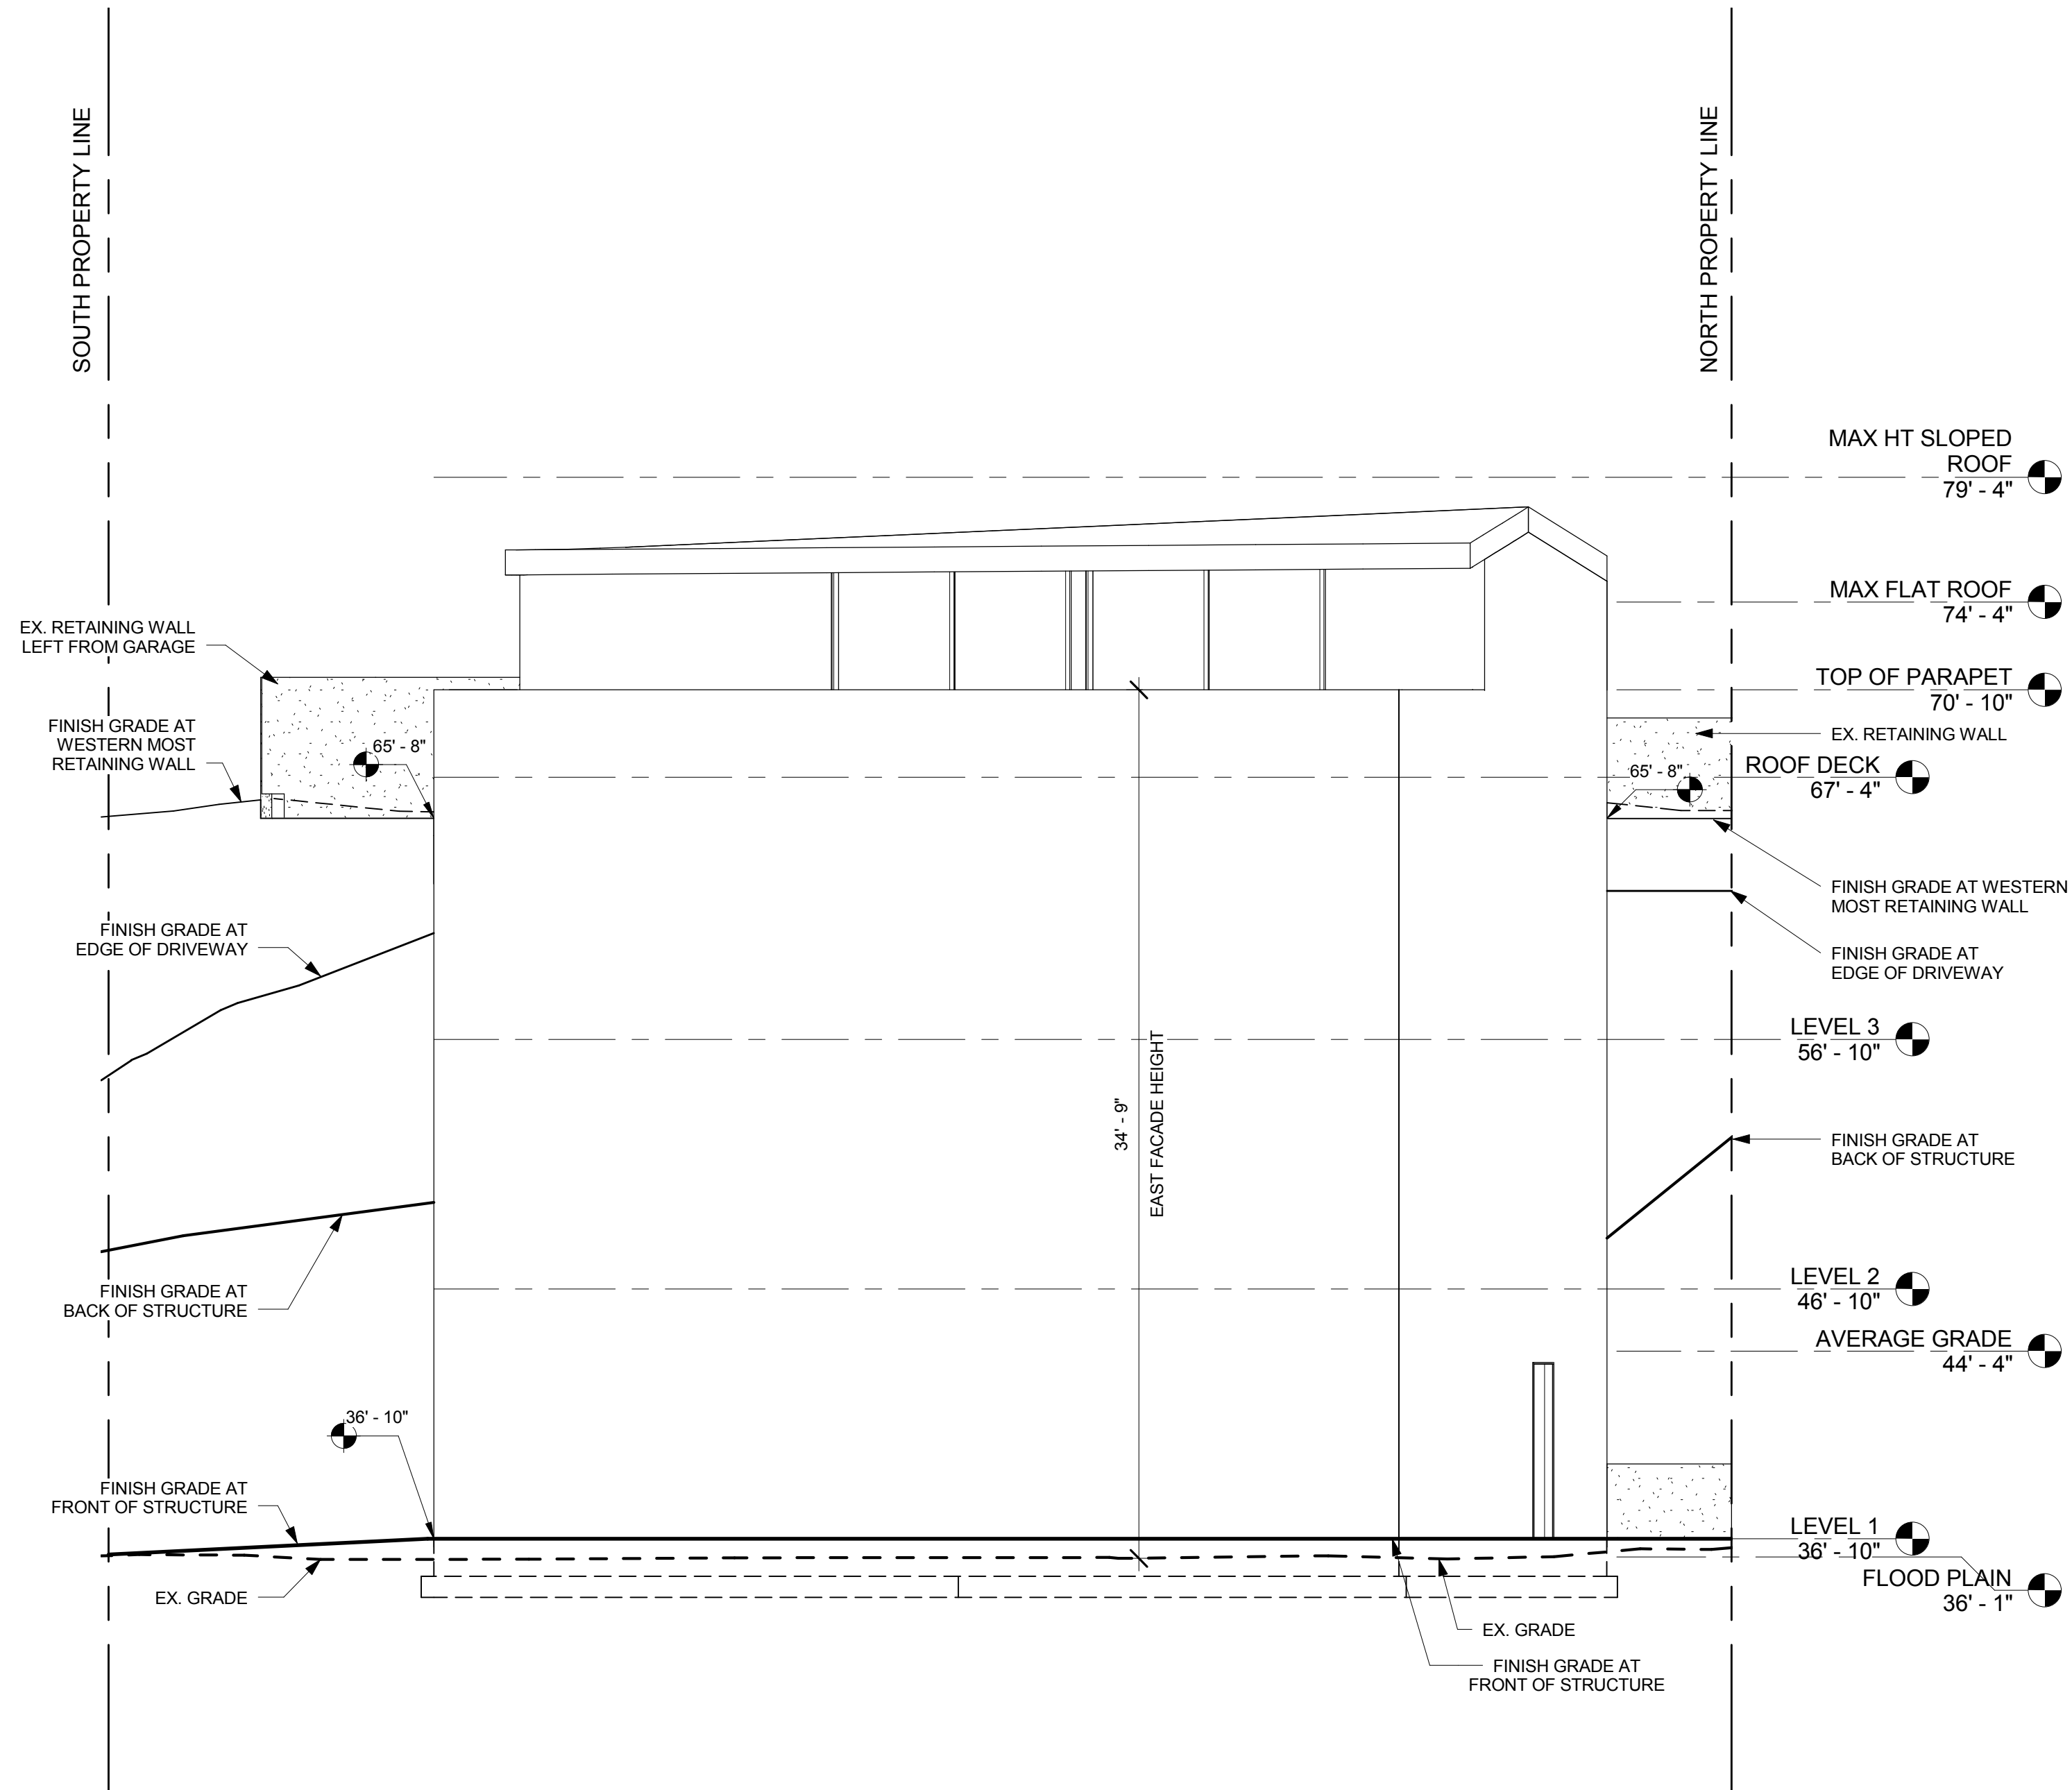 SOUTH PROPERTY LINE
NORTH PROPERTY LINE
MAX HT SLOPED
ROOF
79' - 4"
MAX FLAT ROOF
74' - 4"
EX. RETAINING WALL
LEFT FROM GARAGE
TOP OF PARAPET
70' - 10"
FINISH GRADE AT
WESTERN MOST
RETAINING WALL
65' - 8"
EX. RETAINING WALL
65' - 8"
ROOF DECK
67' - 4"
FINISH GRADE AT WESTERN
MOST RETAINING WALL
FINISH GRADE AT
EDGE OF DRIVEWAY
FINISH GRADE AT
EDGE OF DRIVEWAY
LEVEL 3
56' - 10"
34' - 9"
EAST FACADE HEIGHT
FINISH GRADE AT
BACK OF STRUCTURE
FINISH GRADE AT
BACK OF STRUCTURE
LEVEL 2
46' - 10"
AVERAGE GRADE
44' - 4"
36' - 10"
FINISH GRADE AT
FRONT OF STRUCTURE
LEVEL 1
36' - 10"
FLOOD PLAIN
36' - 1"
EX. GRADE
EX. GRADE
FINISH GRADE AT
FRONT OF STRUCTURE